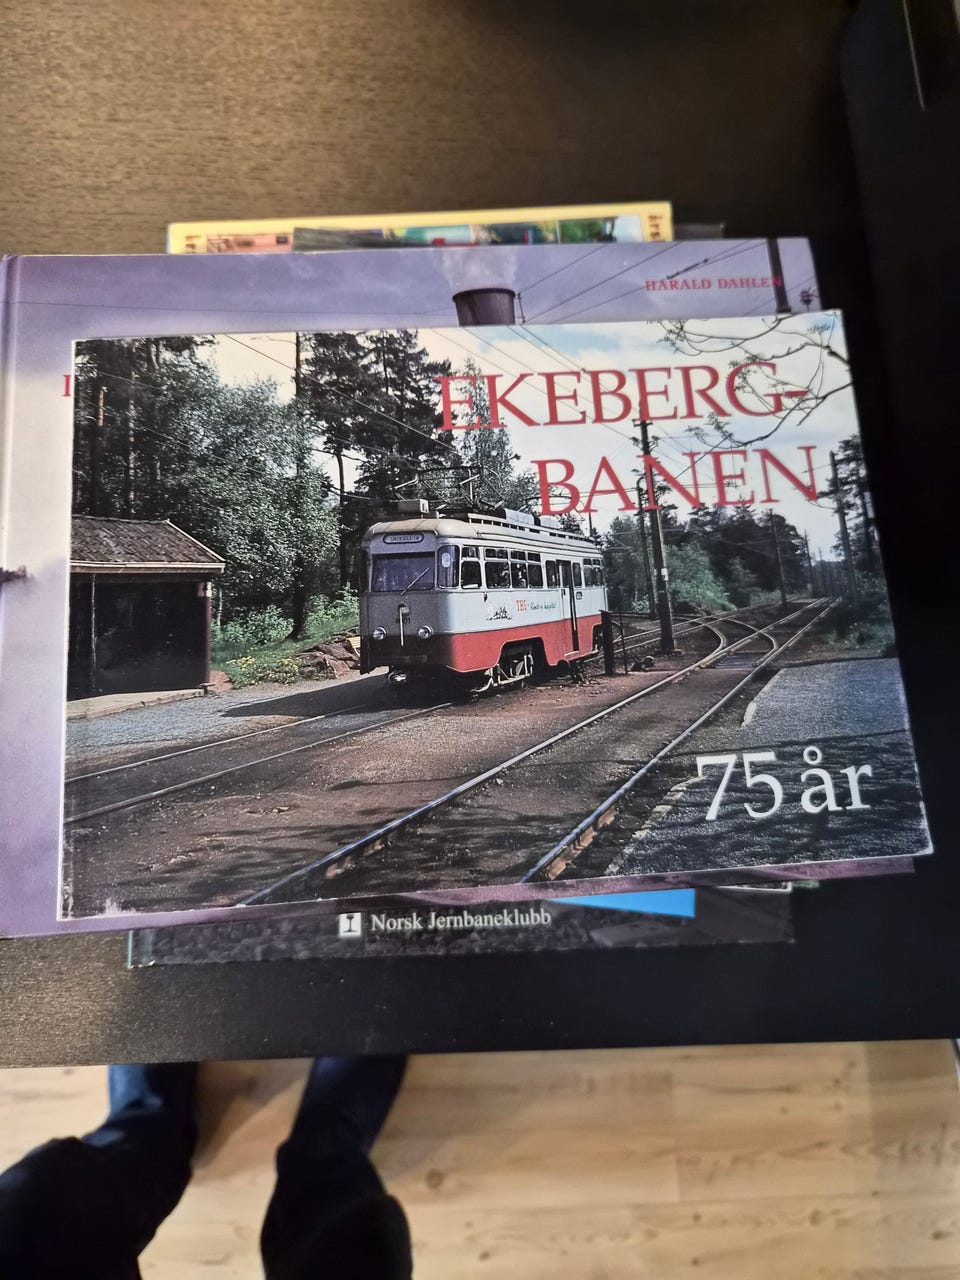 HARALD DAHLEN
EKEBERG-
BANEN
75 år
Norsk Jernbaneklubb